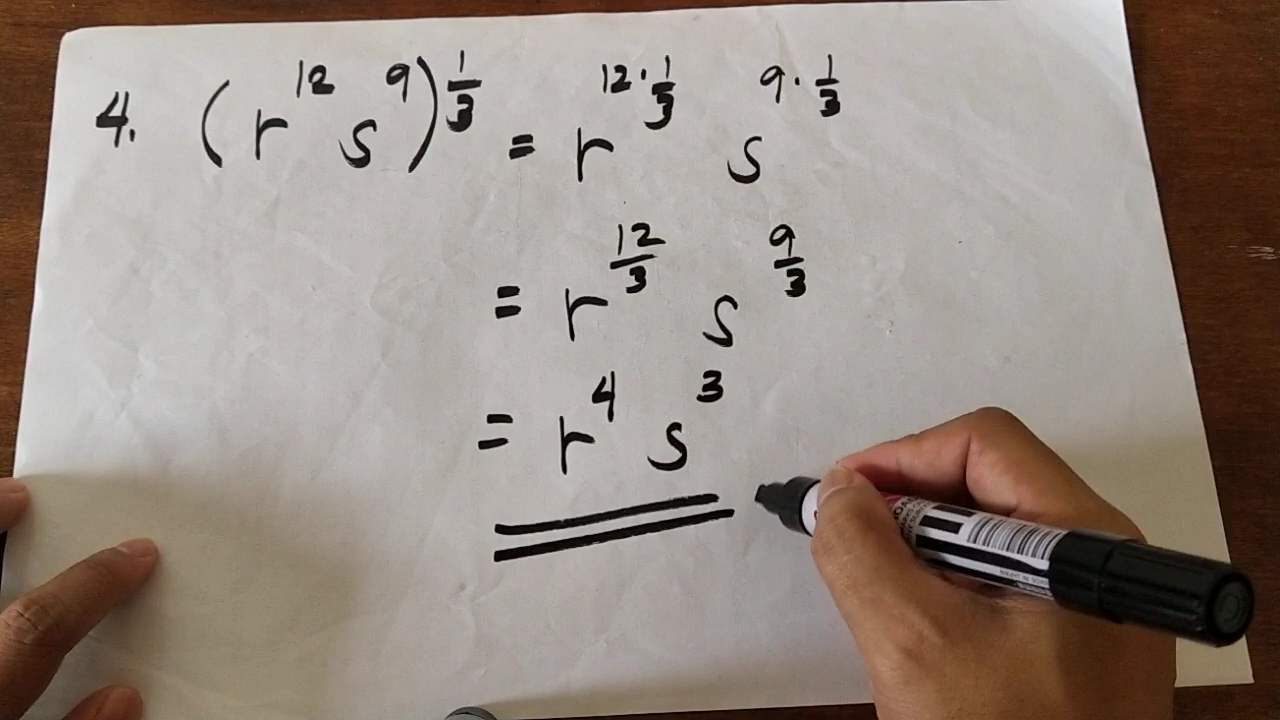 4. (r^12 s^9)^1/3 = r^12·1/3 s^9·1/3
= r^12/3 s^9/3
= r^4 s^3